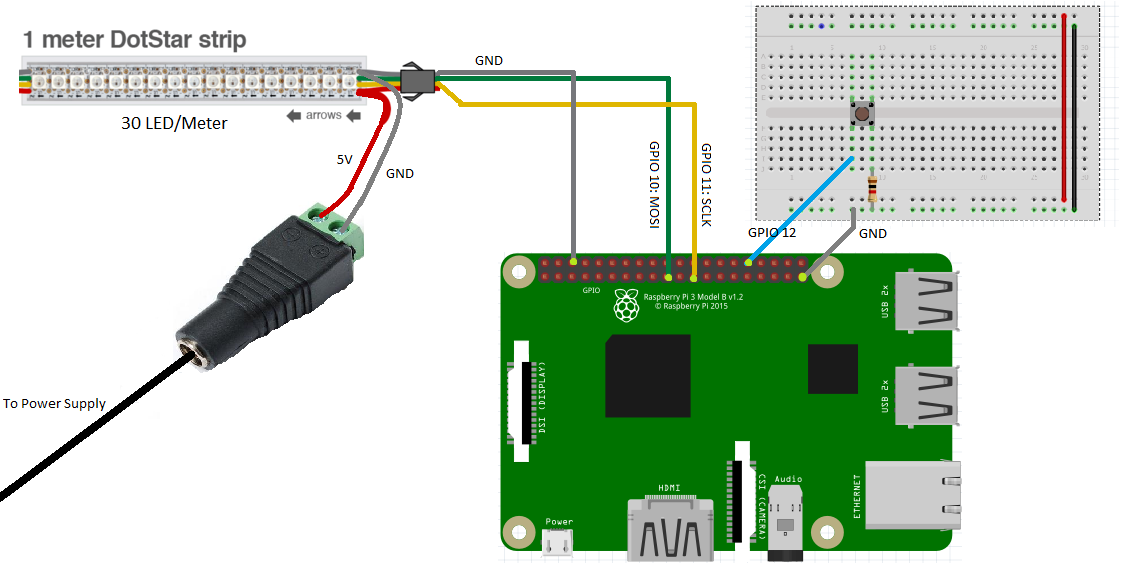 1 meter DotStar strip
arrows
30 LED/Meter
5V
GND
To Power Supply
GND
GPIO 10: MOSI
GPIO 11: SCLK
GPIO 12
GND
GPIO
Raspberry Pi 3 Model B v1.2
© Raspberry Pi 2015
DSI (DISPLAY)
USB 2x
USB 2x
Power
HDMI
CSI (CAMERA)
Audio
ETHERNET